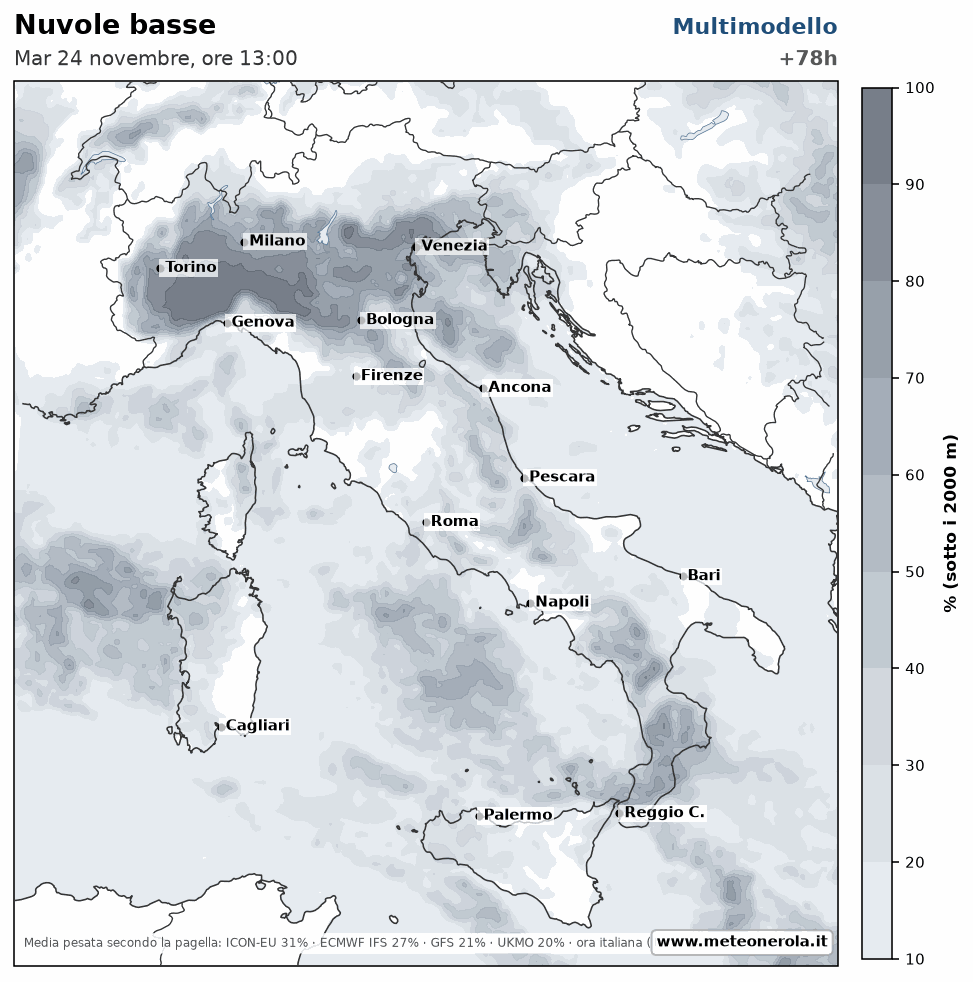 Nuvole basse
Multimodello
Mar 24 novembre, ore 13:00
+78h
Milano
Venezia
Torino
Genova
Bologna
Firenze
Ancona
Pescara
Roma
Bari
Napoli
Cagliari
Palermo
Reggio C.
100
90
80
70
60
50
40
30
20
10
% (sotto i 2000 m)
Media pesata secondo la pagella: ICON-EU 31% · ECMWF IFS 27% · GFS 21% · UKMO 20% · ora italiana (
www.meteonerola.it